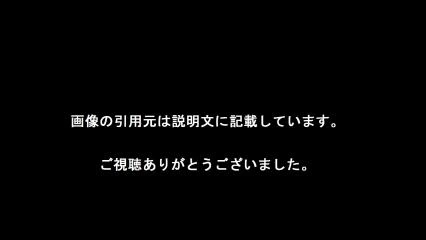 画像の引用元は説明文に記載しています。
ご視聴ありがとうございました。